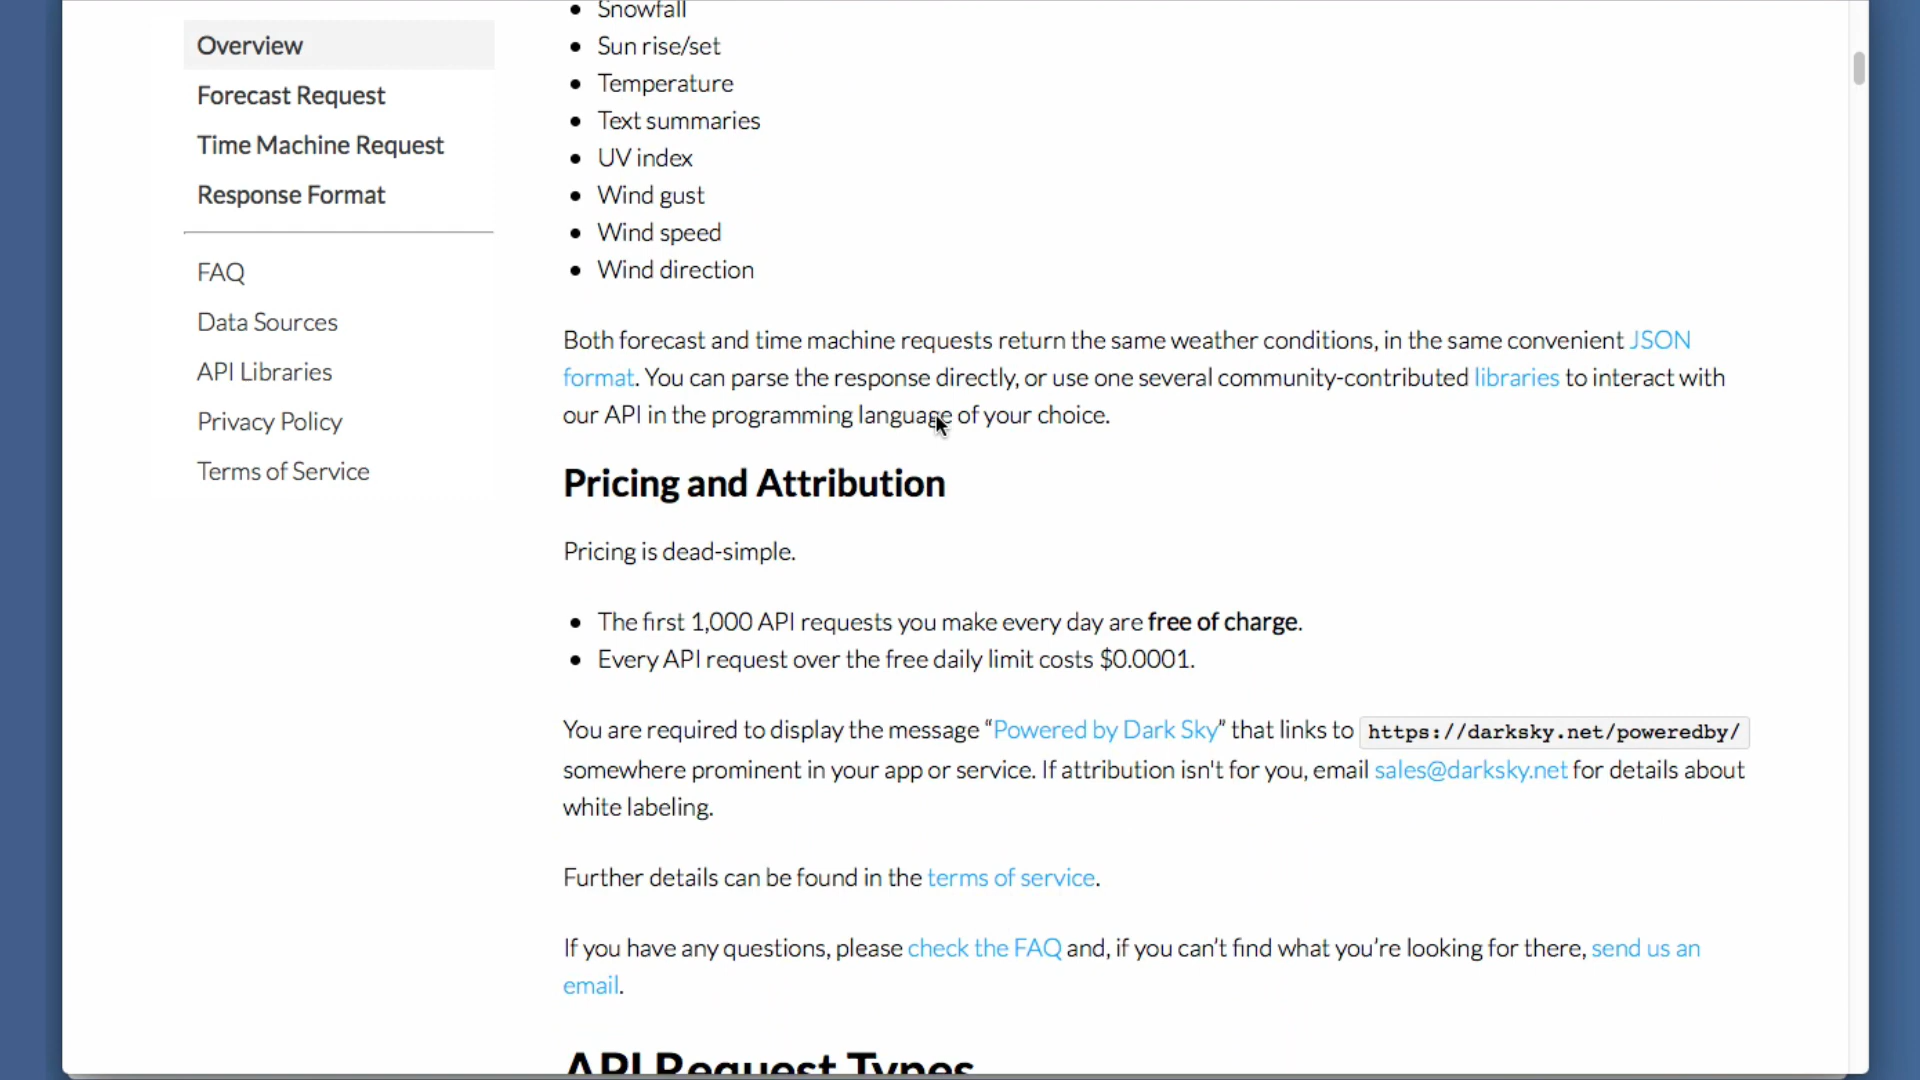 Overview
Forecast Request
Time Machine Request
Response Format
FAQ
Data Sources
API Libraries
Privacy Policy
Terms of Service
Snowfall
Sun rise/set
Temperature
Text summaries
UV index
Wind gust
Wind speed
Wind direction
Both forecast and time machine requests return the same weather conditions, in the same convenient JSON
format. You can parse the response directly, or use one several community-contributed libraries to interact with
our API in the programming language of your choice.
Pricing and Attribution
Pricing is dead-simple.
The first 1,000 API requests you make every day are free of charge.
Every API request over the free daily limit costs $0.0001.
You are required to display the message “Powered by Dark Sky” that links to https://darksky.net/poweredby/
somewhere prominent in your app or service. If attribution isn't for you, email sales@darksky.net for details about
white labeling.
Further details can be found in the terms of service.
If you have any questions, please check the FAQ and, if you can’t find what you’re looking for there, send us an
email.
API Request Types